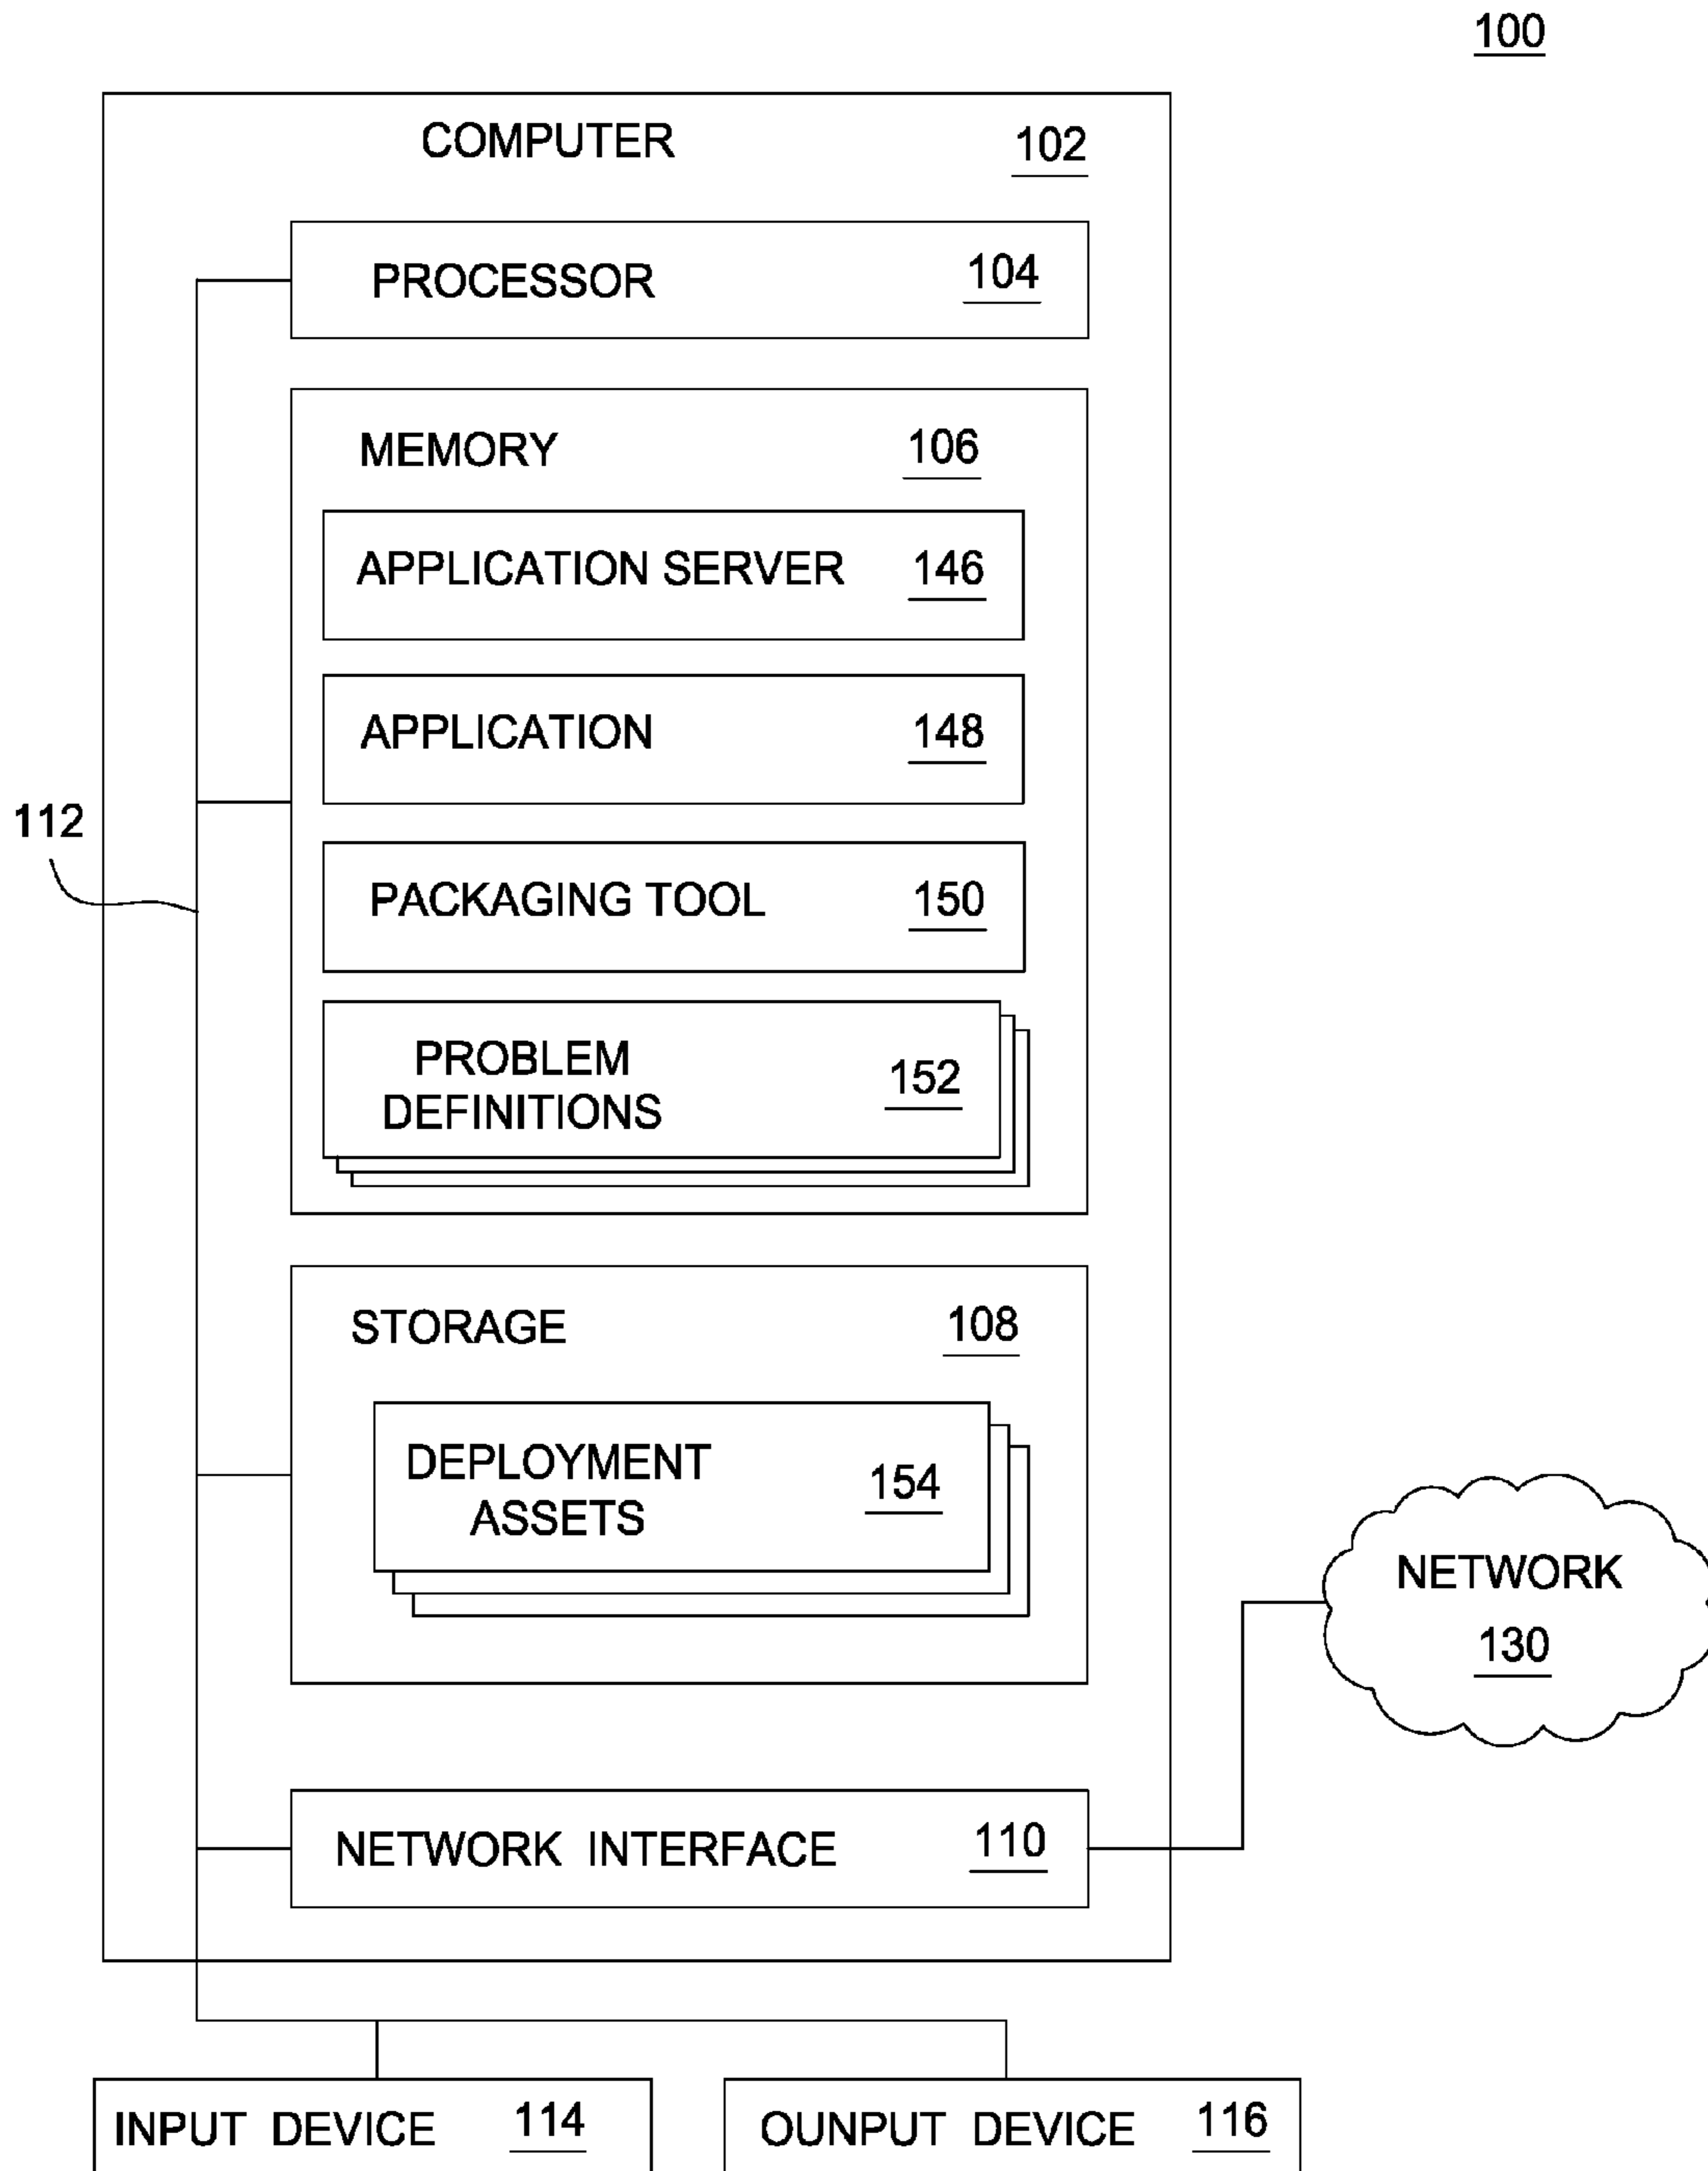 100
COMPUTER 102
PROCESSOR 104
MEMORY 106
APPLICATION SERVER 146
APPLICATION 148
112
PACKAGING TOOL 150
PROBLEM
DEFINITIONS 152
STORAGE 108
DEPLOYMENT
ASSETS 154
NETWORK
130
NETWORK INTERFACE 110
INPUT DEVICE 114
OUNPUT DEVICE 116